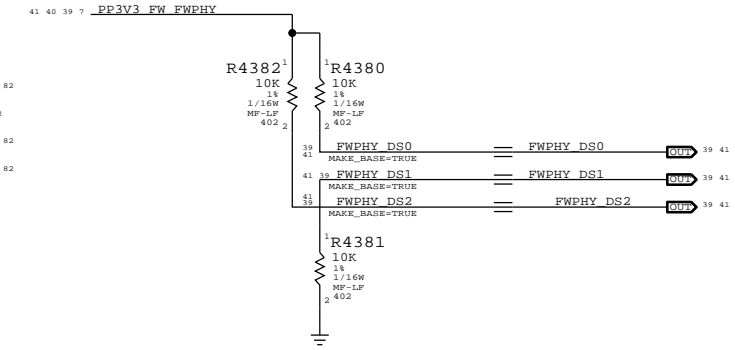 41 40 39 7 PP3V3_FW_FWPHY
R4382 1
10K
1%
1/16W
MF-LF
402 2
1 R4380
10K
1%
1/16W
MF-LF
2 402
82
82
82
39 41 FWPHY_DS0 FWPHY_DS0 OUT 39 41
MAKE_BASE=TRUE
41 39 FWPHY_DS1 FWPHY_DS1 OUT 39 41
MAKE_BASE=TRUE
41 39 FWPHY_DS2 FWPHY_DS2 OUT 39 41
MAKE_BASE=TRUE
1 R4381
10K
1%
1/16W
MF-LF
2 402